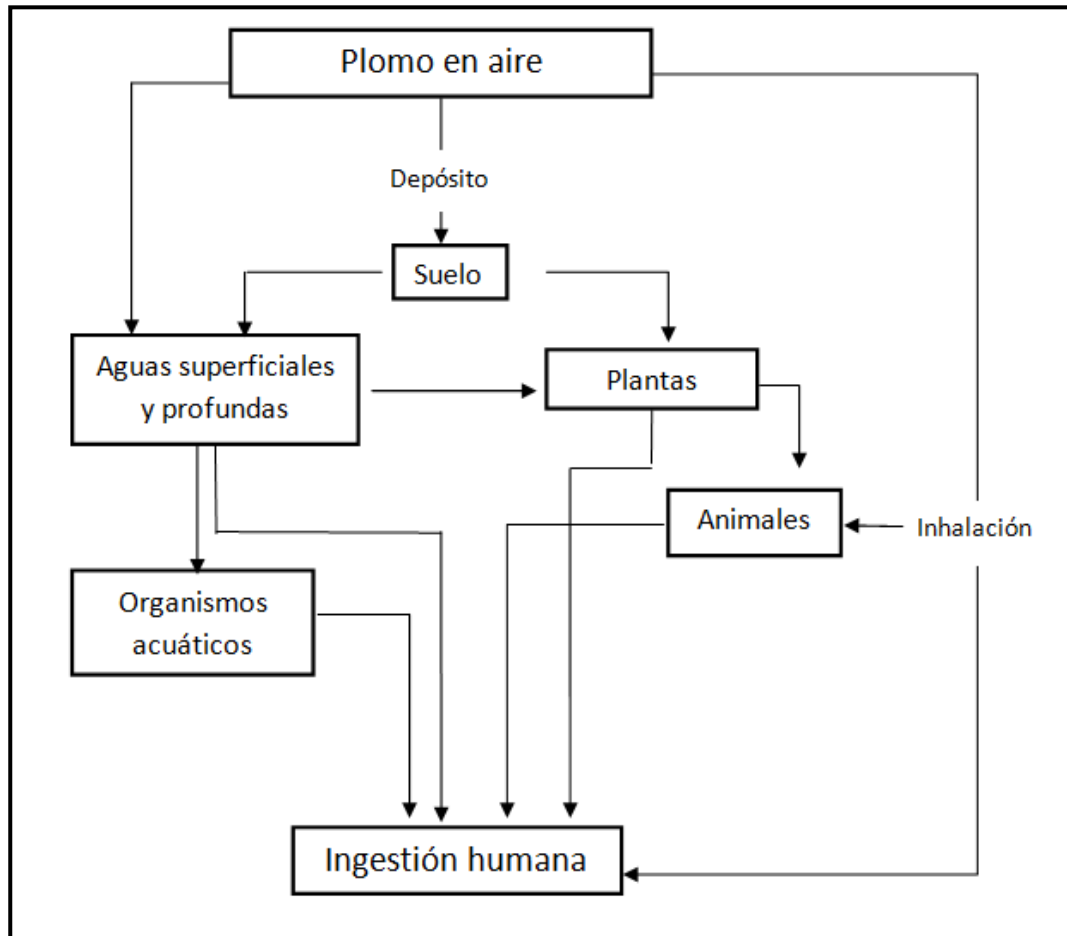 Plomo en aire
Depósito
Suelo
Aguas superficiales
y profundas
Plantas
Animales
Inhalación
Organismos
acuáticos
Ingestión humana